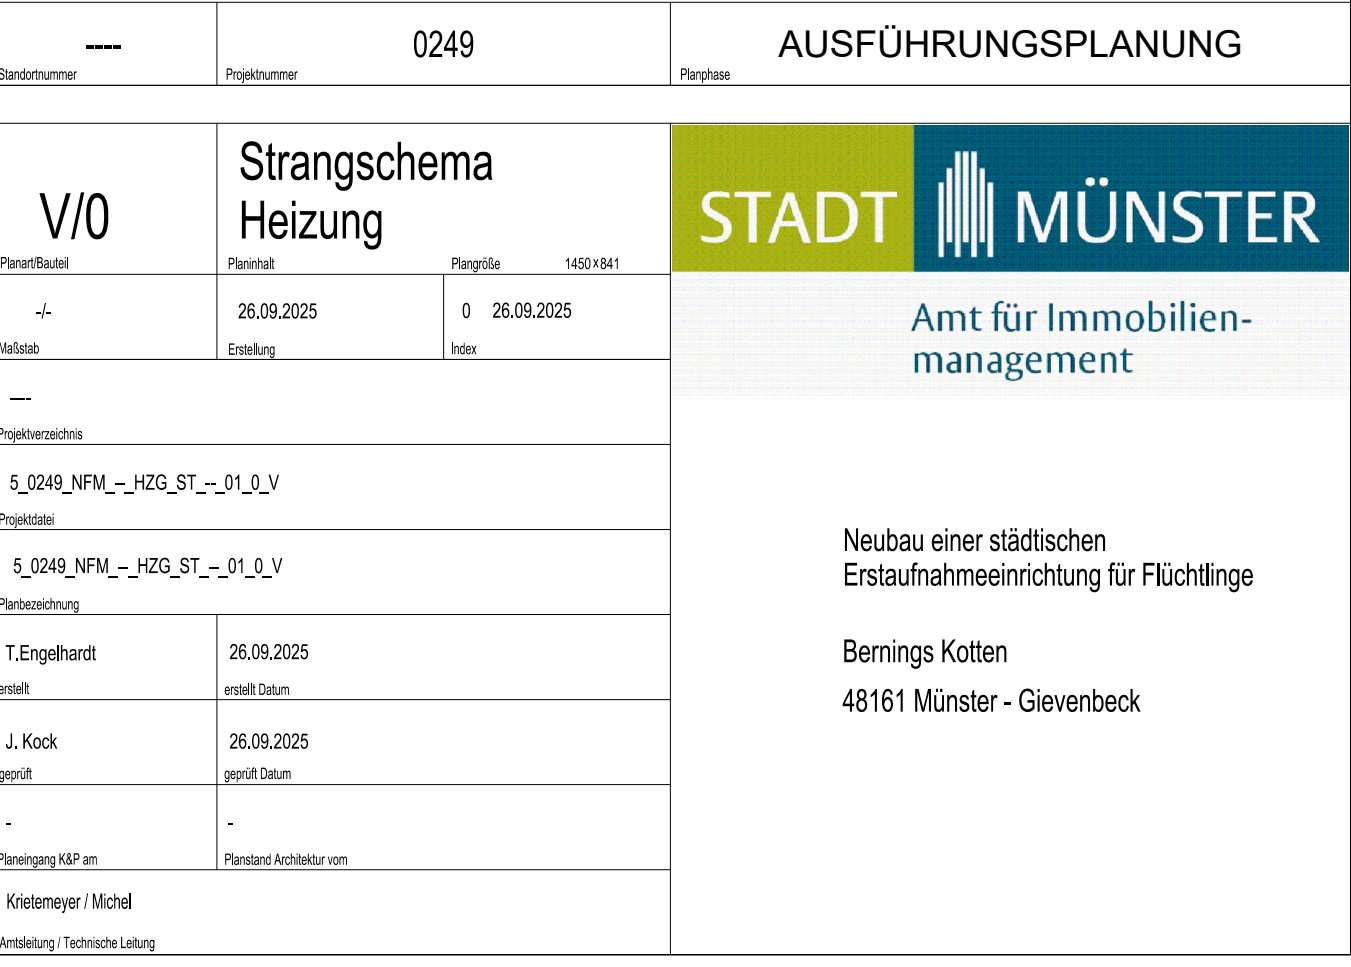 ----
0249
AUSFÜHRUNGSPLANUNG
Standortnummer
Projektnummer
Planphase
V/0
Strangschema
Heizung
Planart/Bauteil
Planinhalt
Plangröße 1450×841
STADT MÜNSTER
Amt für Immobilien-
management
-/-
26.09.2025
0 26.09.2025
Maßstab
Erstellung
Index
—-
Projektverzeichnis
5_0249_NFM_–_HZG_ST_--_01_0_V
Projektdatei
5_0249_NFM_–_HZG_ST_–_01_0_V
Planbezeichnung
T.Engelhardt
26.09.2025
erstellt
erstellt Datum
J. Kock
26.09.2025
geprüft
geprüft Datum
-
-
Planeingang K&P am
Planstand Architektur vom
Krietemeyer / Michel
Amtsleitung / Technische Leitung
Neubau einer städtischen
Erstaufnahmeeinrichtung für Flüchtlinge
Bernings Kotten
48161 Münster - Gievenbeck